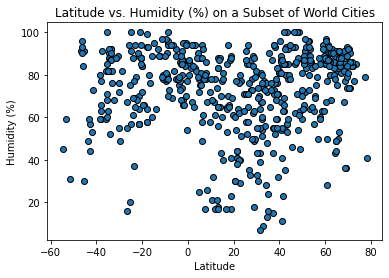 Latitude vs. Humidity (%) on a Subset of World Cities
100
80
60
40
20
Humidity (%)
−60 −40 −20 0 20 40 60 80
Latitude